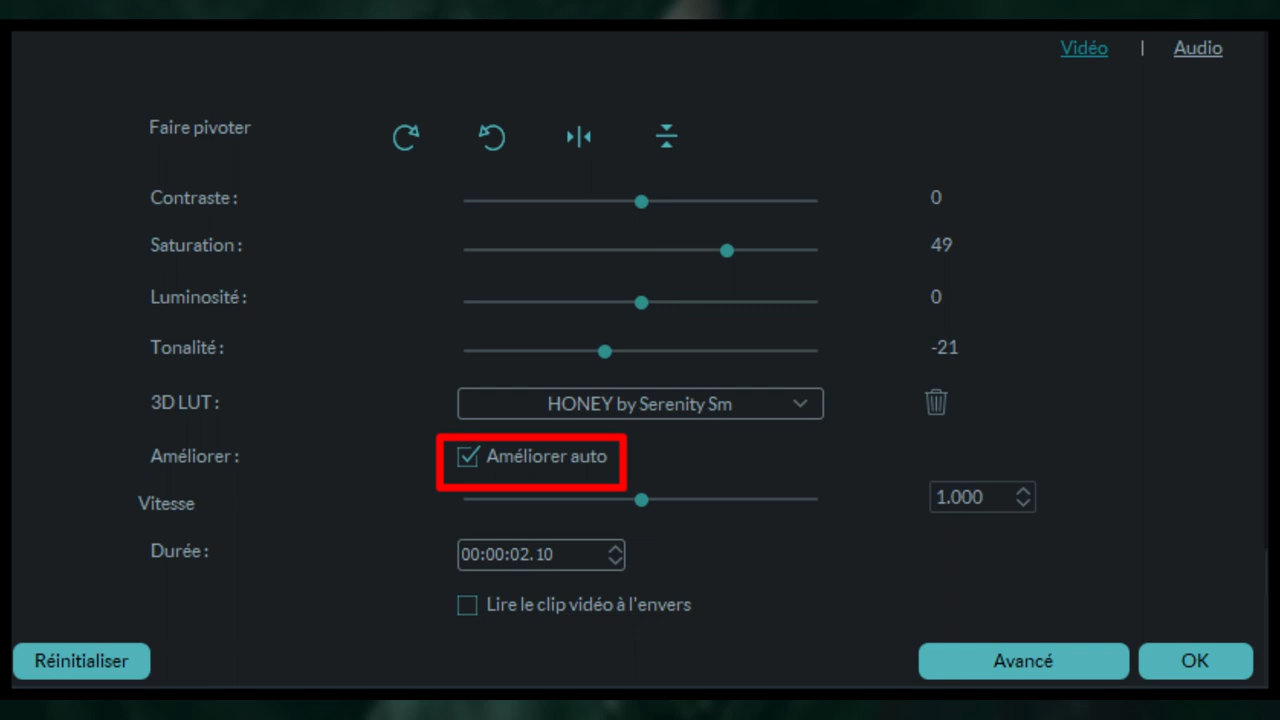 Vidéo | Audio
Faire pivoter
Contraste : 0
Saturation : 49
Luminosité : 0
Tonalité : -21
3D LUT : HONEY by Serenity Sm
Améliorer : Améliorer auto
Vitesse 1.000
Durée : 00:00:02.10
Lire le clip vidéo à l'envers
Réinitialiser Avancé OK